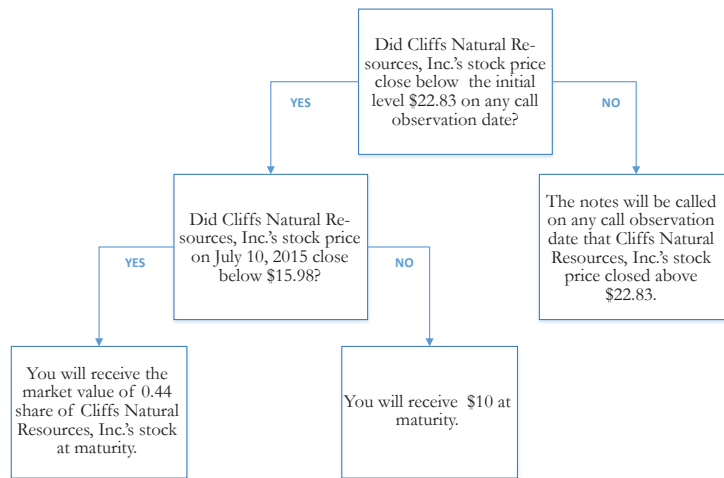 Did Cliffs Natural Re-
sources, Inc.'s stock price
close below the initial
level $22.83 on any call
observation date?
YES
NO
Did Cliffs Natural Re-
sources, Inc.'s stock price
on July 10, 2015 close
below $15.98?
The notes will be called
on any call observation
date that Cliffs Natural
Resources, Inc.'s stock
price closed above
$22.83.
YES
NO
You will receive the
market value of 0.44
share of Cliffs Natural
Resources, Inc.'s stock
at maturity.
You will receive $10 at
maturity.